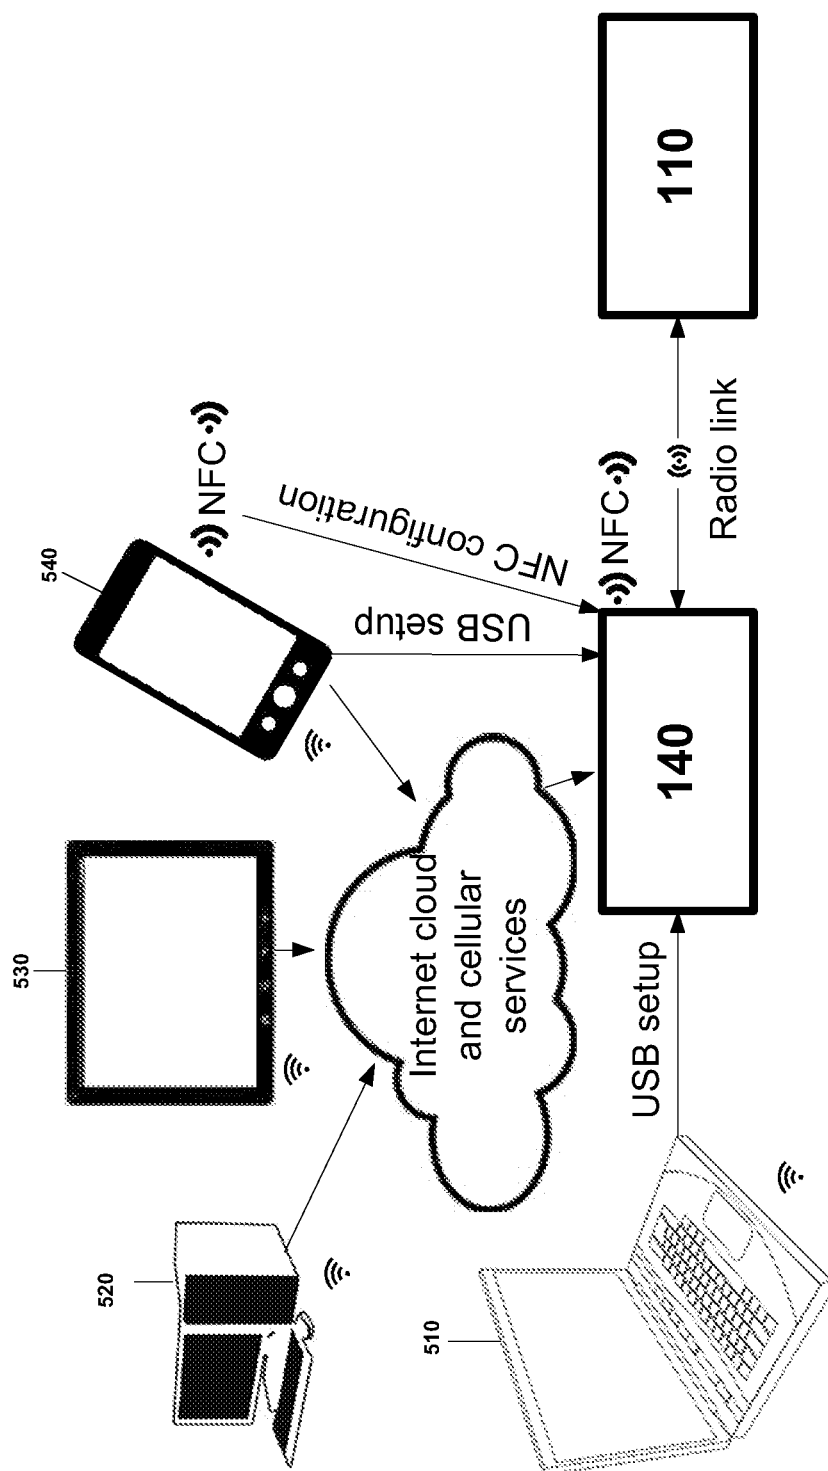 520
530
540
NFC
Internet cloud
and cellular
services
USB setup
NFC configuration
510
USB setup
140
NFC
Radio link
110